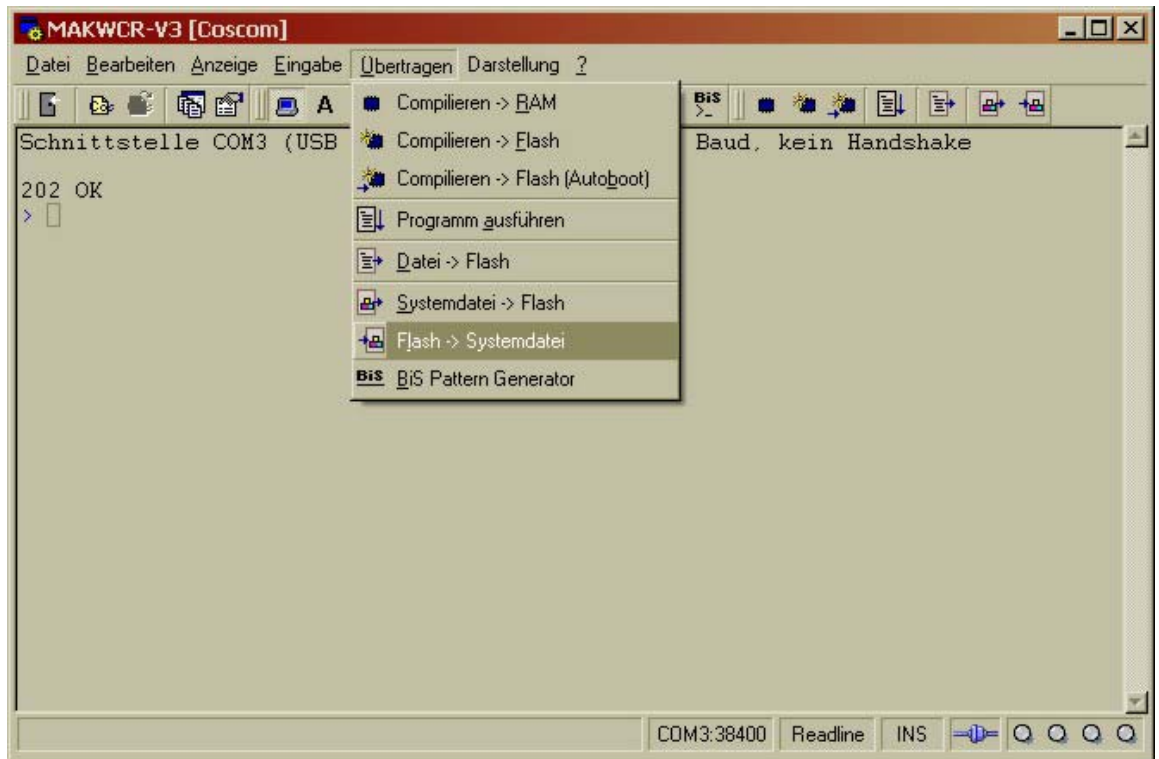 MAKWCR-V3 [Coscom]
Datei Bearbeiten Anzeige Eingabe Übertragen Darstellung ?
A
BiS >_
Schnittstelle COM3 (USB
Baud, kein Handshake
202 OK
>
Compilieren -> RAM
Compilieren -> Flash
Compilieren -> Flash (Autoboot)
Programm ausführen
Datei -> Flash
Systemdatei -> Flash
Flash -> Systemdatei
BiS BiS Pattern Generator
COM3:38400 Readline INS